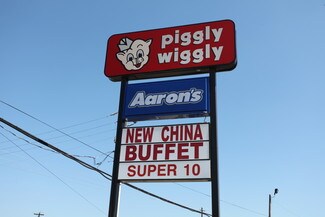 piggly
wiggly
Aaron's
NEW CHINA
BUFFET
SUPER 10